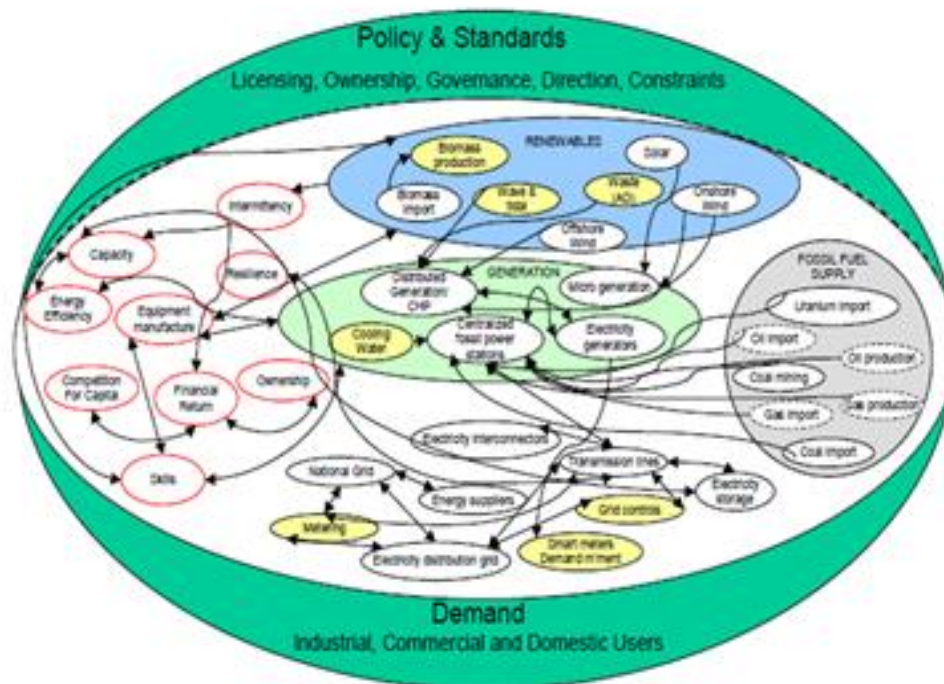 Policy & Standards
Licensing, Ownership, Governance, Direction, Constraints
RENEWABLES
Biomass
production
Solar
Biomass
import
Wave &
Tidal
Waste
(AD)
Onshore
Wind
Offshore
Wind
Intermittency
Capacity
Resilience
Energy
Efficiency
Equipment
manufacture
Competition
For Capital
Financial
Return
Ownership
Skills
GENERATION
Distributed
Generation/
CHP
Micro generation
Cooling
Water
Centralized
fossil power
stations
Electricity
generators
FOSSIL FUEL
SUPPLY
Uranium import
Oil import
Oil production
Coal mining
Gas import
Gas production
Coal import
Electricity interconnectors
National Grid
Transmission lines
Energy suppliers
Electricity
storage
Metering
Grid controls
Electricity distribution grid
Smart meters
Demand m'ment
Demand
Industrial, Commercial and Domestic Users